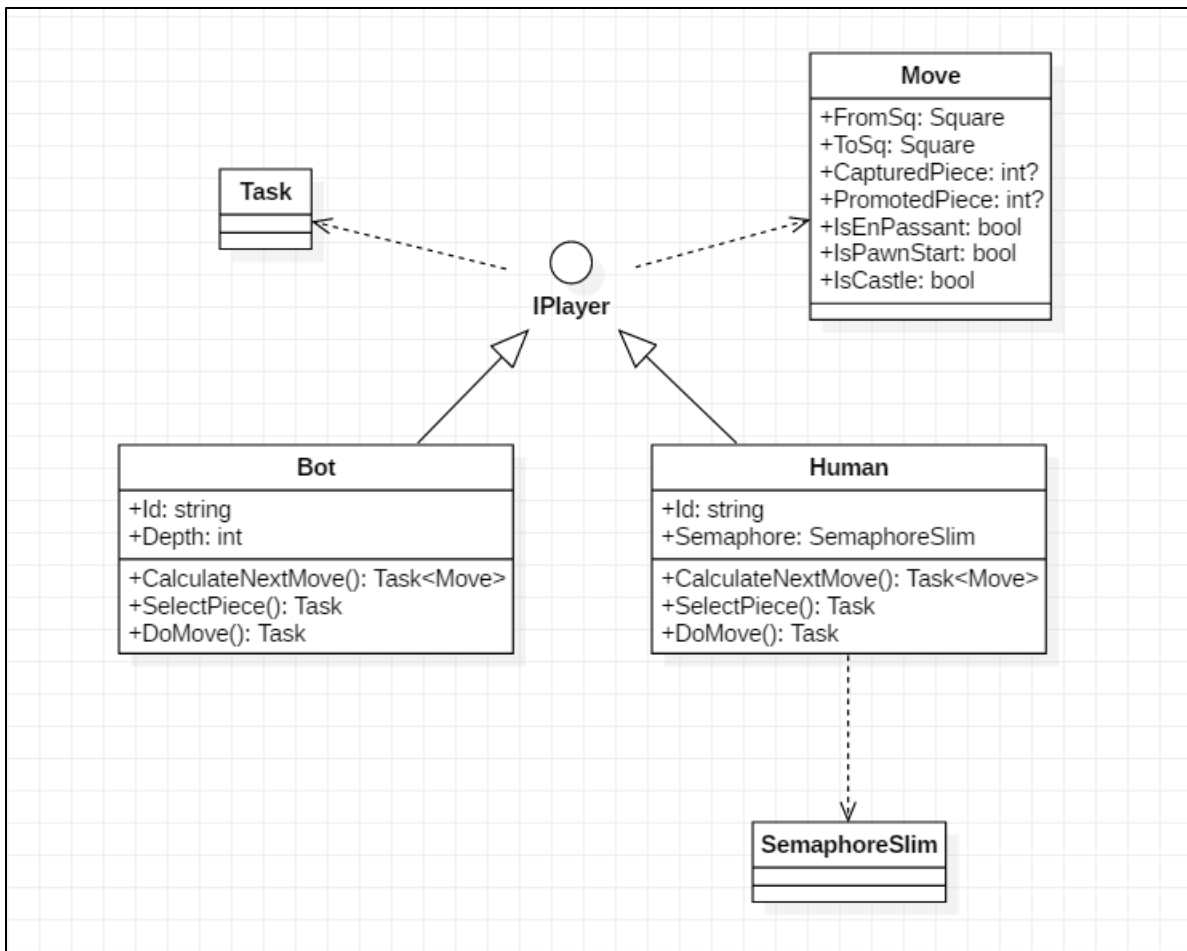 Move
+FromSq: Square
+ToSq: Square
+CapturedPiece: int?
+PromotedPiece: int?
+IsEnPassant: bool
+IsPawnStart: bool
+IsCastle: bool
Task
IPlayer
Bot
+Id: string
+Depth: int
+CalculateNextMove(): Task<Move>
+SelectPiece(): Task
+DoMove(): Task
Human
+Id: string
+Semaphore: SemaphoreSlim
+CalculateNextMove(): Task<Move>
+SelectPiece(): Task
+DoMove(): Task
SemaphoreSlim